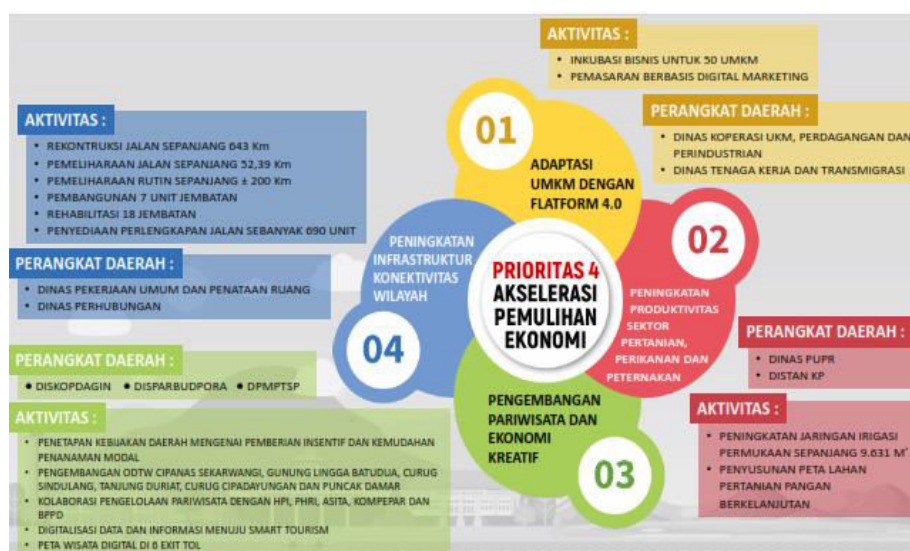 AKTIVITAS :
• INKUBASI BISNIS UNTUK 50 UMKM
• PEMASARAN BERBASIS DIGITAL MARKETING
PERANGKAT DAERAH :
• DINAS KOPERASI UKM, PERDAGANGAN DAN
PERINDUSTRIAN
• DINAS TENAGA KERJA DAN TRANSMIGRASI
01
ADAPTASI
UMKM DENGAN
FLATFORM 4.0
AKTIVITAS :
• REKONTRUKSI JALAN SEPANJANG 643 Km
• PEMELIHARAAN JALAN SEPANJANG 52,39 Km
• PEMELIHARAAN RUTIN SEPANJANG ± 200 Km
• PEMBANGUNAN 7 UNIT JEMBATAN
• REHABILITASI 18 JEMBATAN
• PENYEDIAAN PERLENGKAPAN JALAN SEBANYAK 690 UNIT
PERANGKAT DAERAH :
• DINAS PEKERJAAN UMUM DAN PENATAAN RUANG
• DINAS PERHUBUNGAN
PENINGKATAN
INFRASTRUKTUR
KONEKTIVITAS
WILAYAH
04
PRIORITAS 4
AKSELERASI
PEMULIHAN
EKONOMI
02
PENINGKATAN
PRODUKTIVITAS
SEKTOR
PERTANIAN,
PERIKANAN DAN
PETERNAKAN
PERANGKAT DAERAH :
• DINAS PUPR
• DISTAN KP
AKTIVITAS :
• PENINGKATAN JARINGAN IRIGASI
PERMUKAAN SEPANJANG 9.631 M'
• PENYUSUNAN PETA LAHAN
PERTANIAN PANGAN
BERKELANJUTAN
PENGEMBANGAN
PARIWISATA DAN
EKONOMI
KREATIF
03
PERANGKAT DAERAH :
● DISKOPDAGIN ● DISPARBUDPORA ● DPMPTSP
AKTIVITAS :
• PENETAPAN KEBIJAKAN DAERAH MENGENAI PEMBERIAN INSENTIF DAN KEMUDAHAN
PENANAMAN MODAL
• PENGEMBANGAN ODTW CIPANAS SEKARWANGI, GUNUNG LINGGA BATUDUA, CURUG
SINDULANG, TANJUNG DURIAT, CURUG CIPADAYUNGAN DAN PUNCAK DAMAR
• KOLABORASI PENGELOLAAN PARIWISATA DENGAN HPI, PHRI, ASITA, KOMPEPAR DAN
BPPD
• DIGITALISASI DATA DAN INFORMASI MENUJU SMART TOURISM
• PETA WISATA DIGITAL DI 6 EXIT TOL